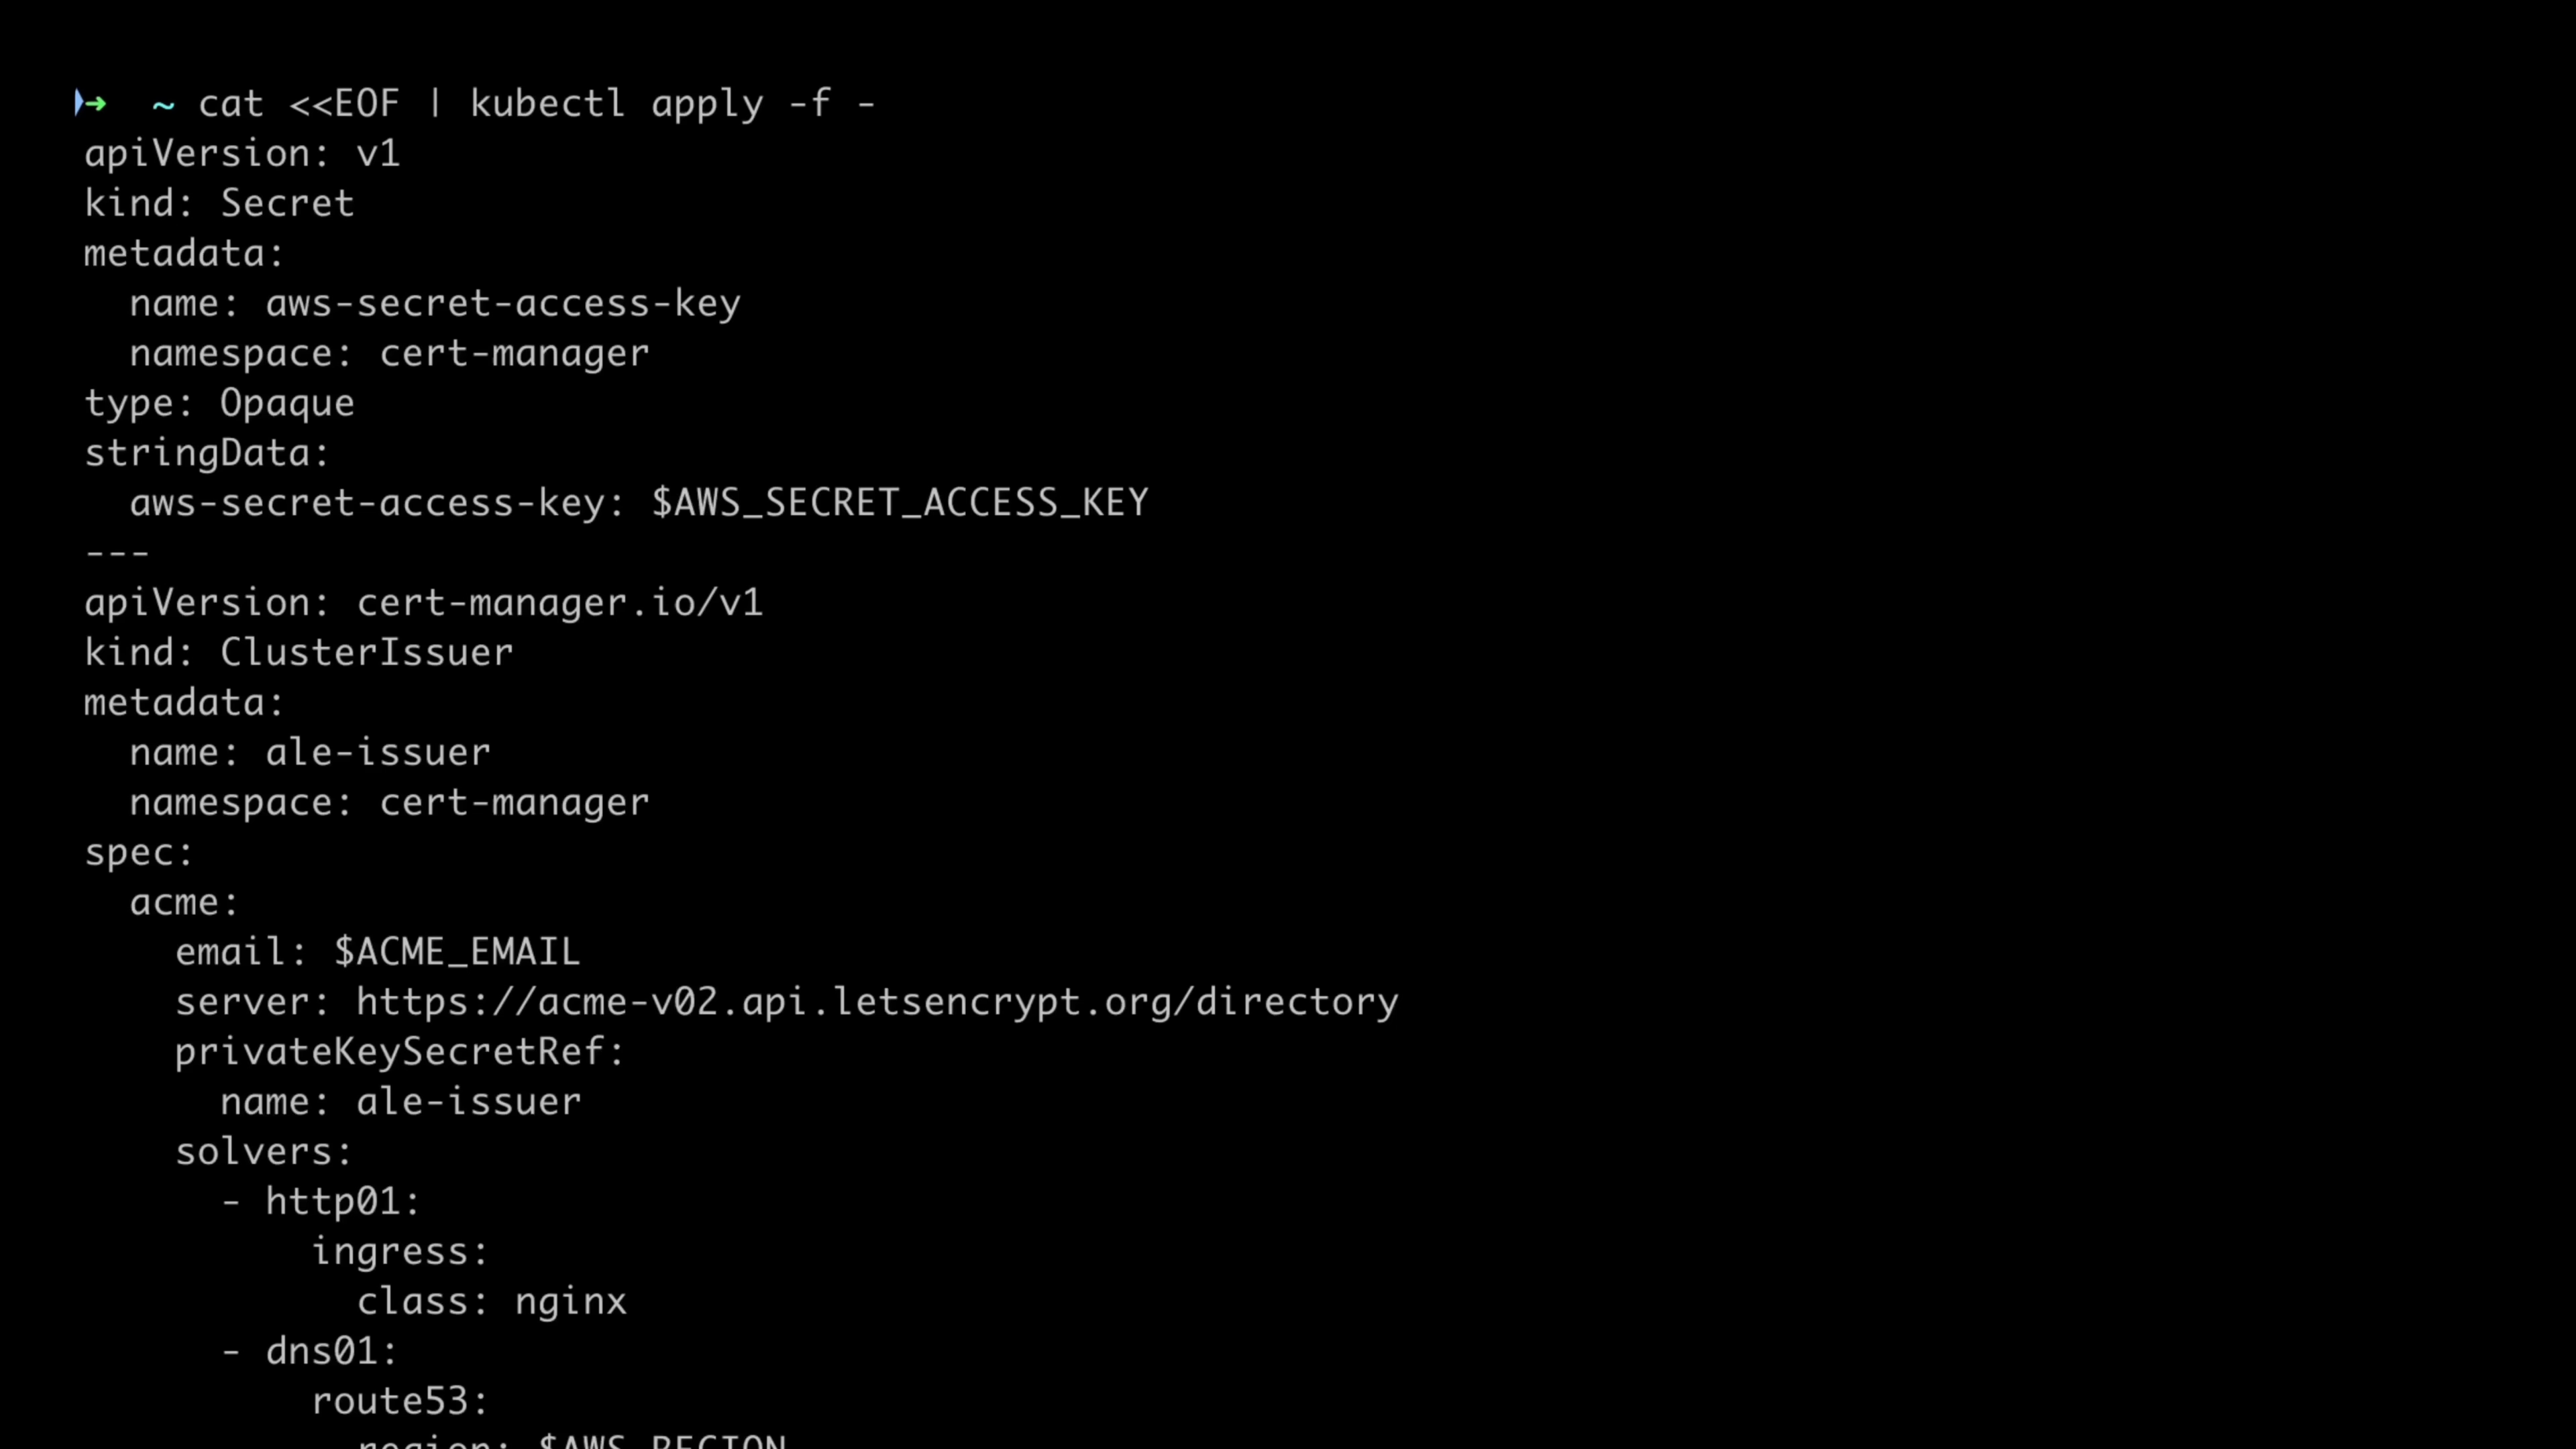 ➜  ~ cat <<EOF | kubectl apply -f -
apiVersion: v1
kind: Secret
metadata:
  name: aws-secret-access-key
  namespace: cert-manager
type: Opaque
stringData:
  aws-secret-access-key: $AWS_SECRET_ACCESS_KEY
---
apiVersion: cert-manager.io/v1
kind: ClusterIssuer
metadata:
  name: ale-issuer
  namespace: cert-manager
spec:
  acme:
    email: $ACME_EMAIL
    server: https://acme-v02.api.letsencrypt.org/directory
    privateKeySecretRef:
      name: ale-issuer
    solvers:
      - http01:
          ingress:
            class: nginx
      - dns01:
          route53:
            region: $AWS_REGION